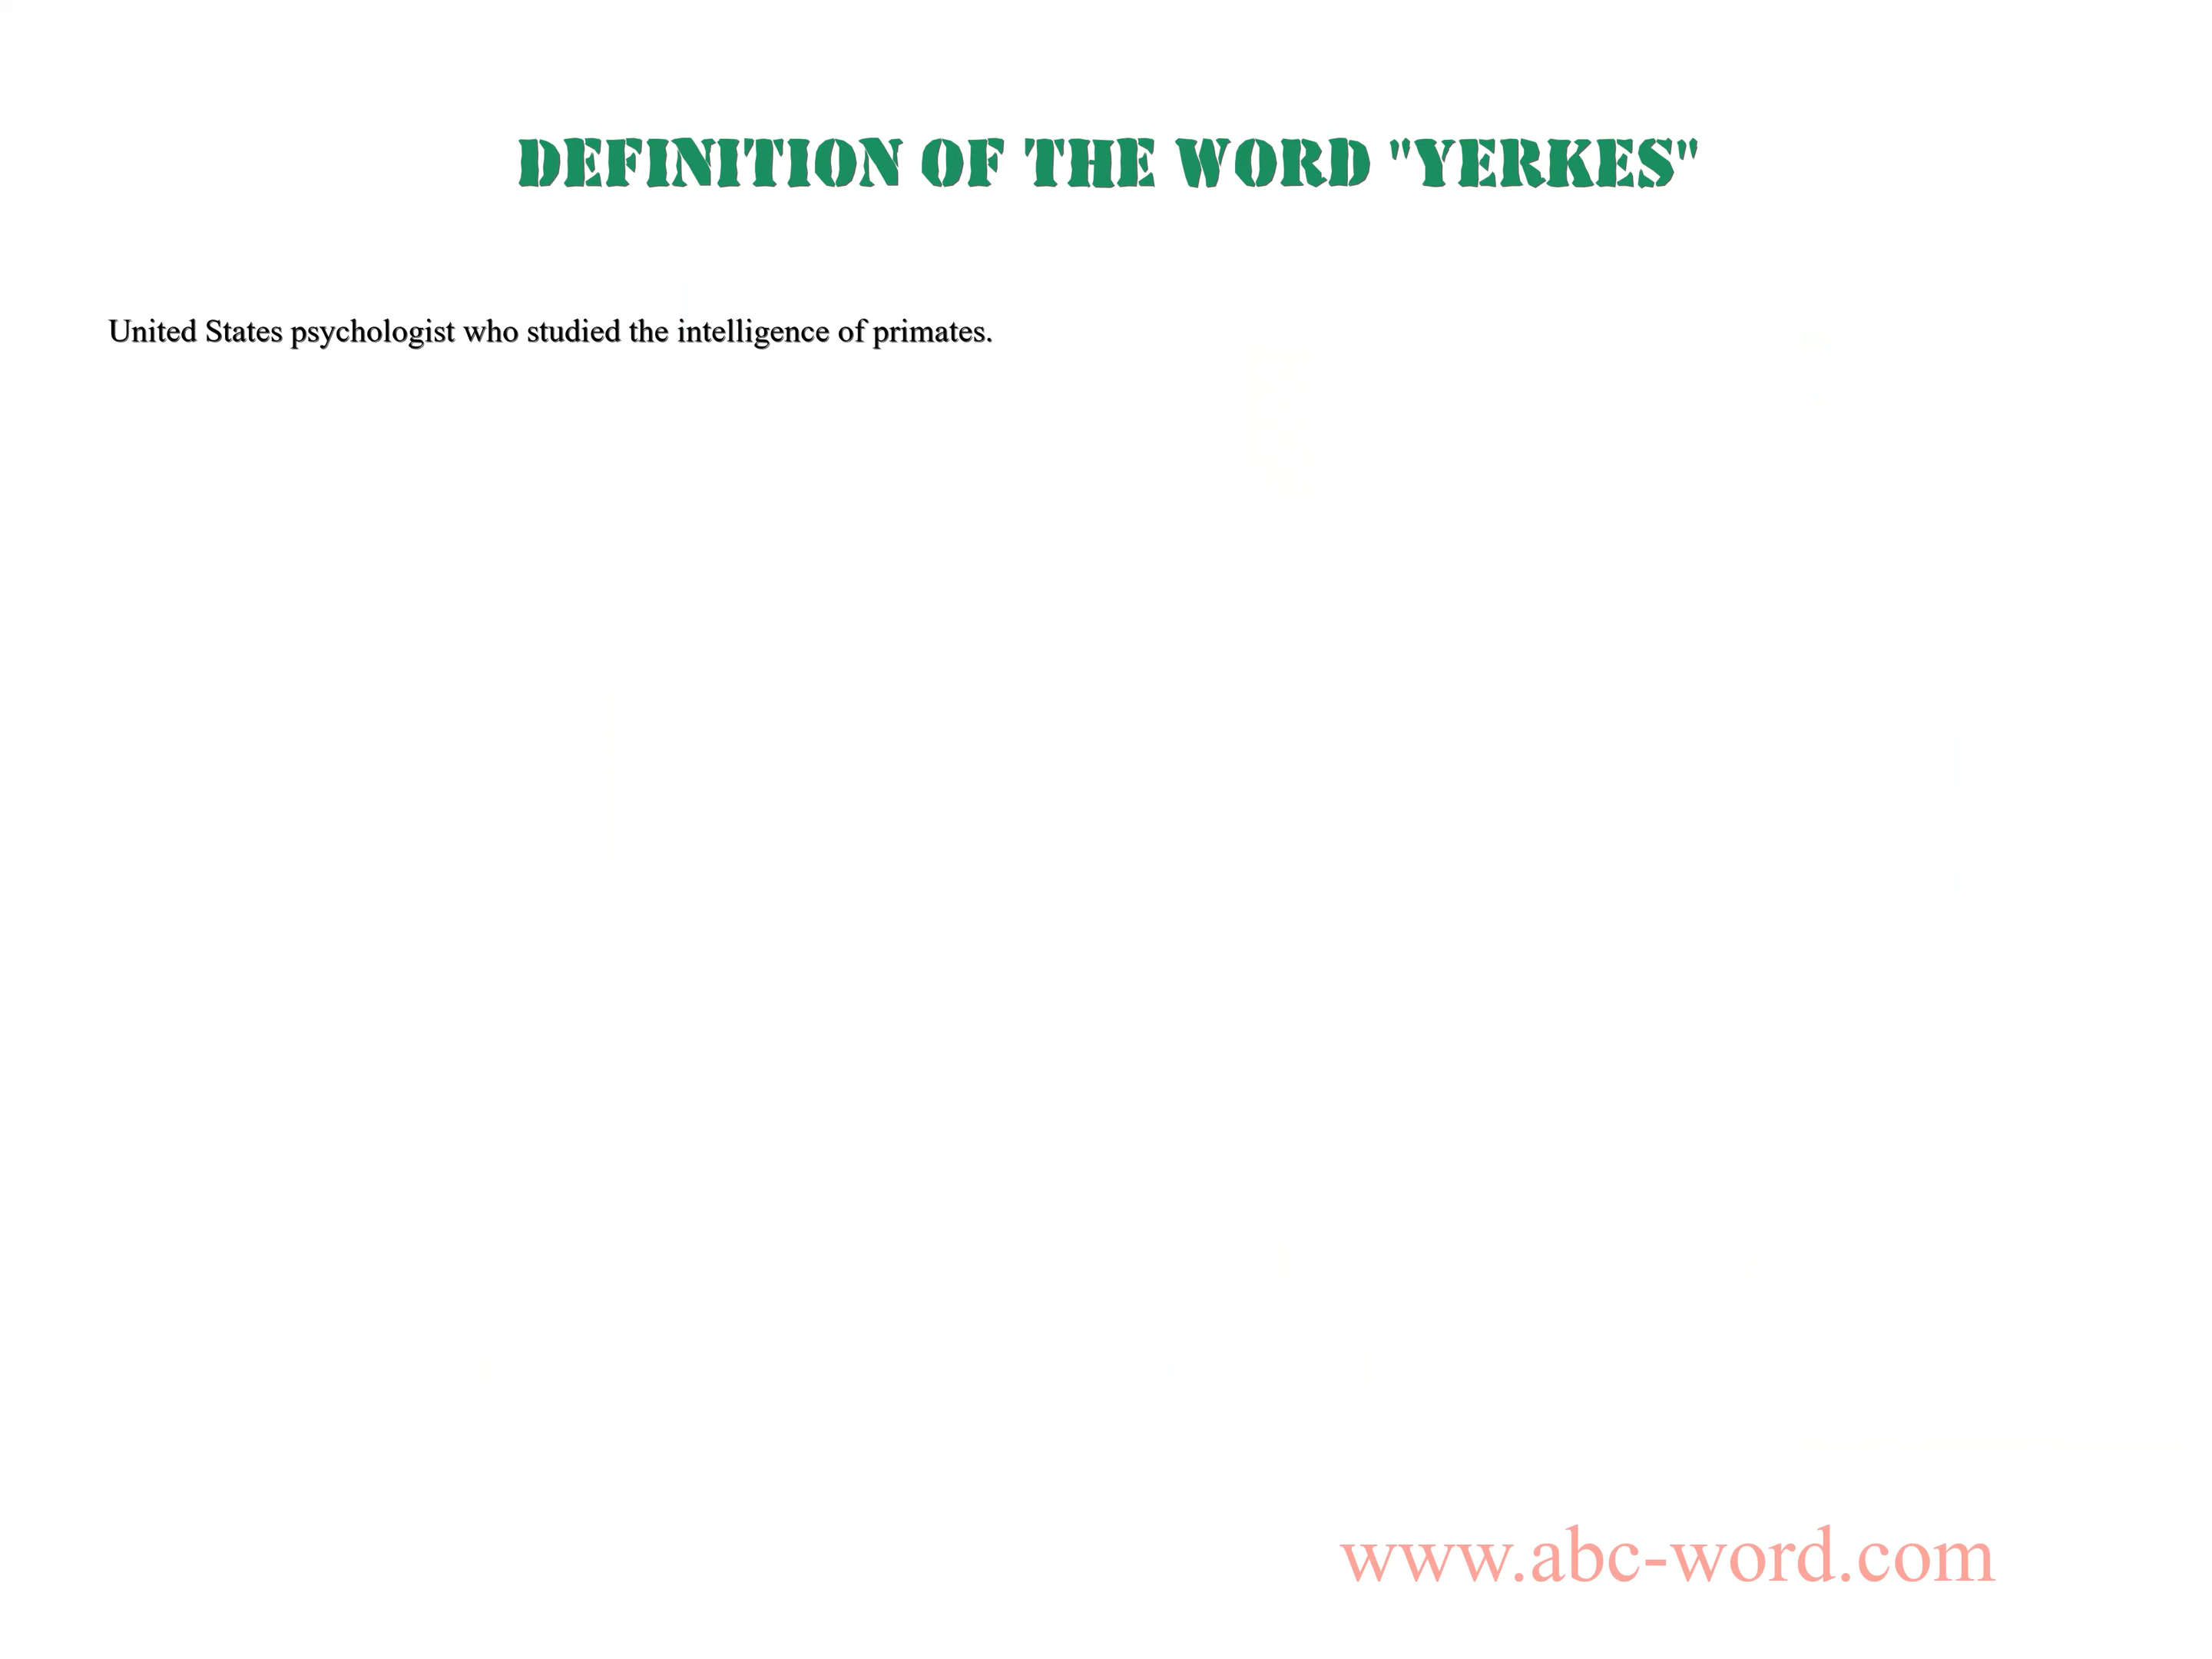 DEFINITION OF THE WORD "YERKES"
United States psychologist who studied the intelligence of primates.
www.abc-word.com